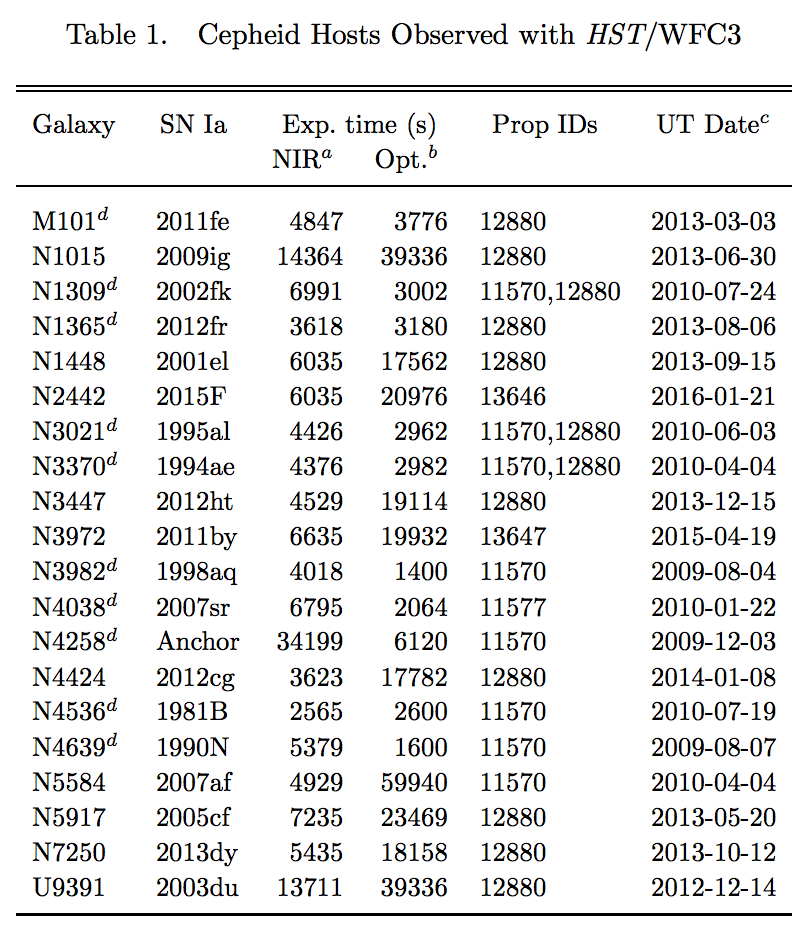 Table 1. Cepheid Hosts Observed with HST/WFC3
Galaxy SN Ia Exp. time (s) Prop IDs UT Date^c
NIR^a Opt.^b
M101^d 2011fe 4847 3776 12880 2013-03-03
N1015 2009ig 14364 39336 12880 2013-06-30
N1309^d 2002fk 6991 3002 11570,12880 2010-07-24
N1365^d 2012fr 3618 3180 12880 2013-08-06
N1448 2001el 6035 17562 12880 2013-09-15
N2442 2015F 6035 20976 13646 2016-01-21
N3021^d 1995al 4426 2962 11570,12880 2010-06-03
N3370^d 1994ae 4376 2982 11570,12880 2010-04-04
N3447 2012ht 4529 19114 12880 2013-12-15
N3972 2011by 6635 19932 13647 2015-04-19
N3982^d 1998aq 4018 1400 11570 2009-08-04
N4038^d 2007sr 6795 2064 11577 2010-01-22
N4258^d Anchor 34199 6120 11570 2009-12-03
N4424 2012cg 3623 17782 12880 2014-01-08
N4536^d 1981B 2565 2600 11570 2010-07-19
N4639^d 1990N 5379 1600 11570 2009-08-07
N5584 2007af 4929 59940 11570 2010-04-04
N5917 2005cf 7235 23469 12880 2013-05-20
N7250 2013dy 5435 18158 12880 2013-10-12
U9391 2003du 13711 39336 12880 2012-12-14